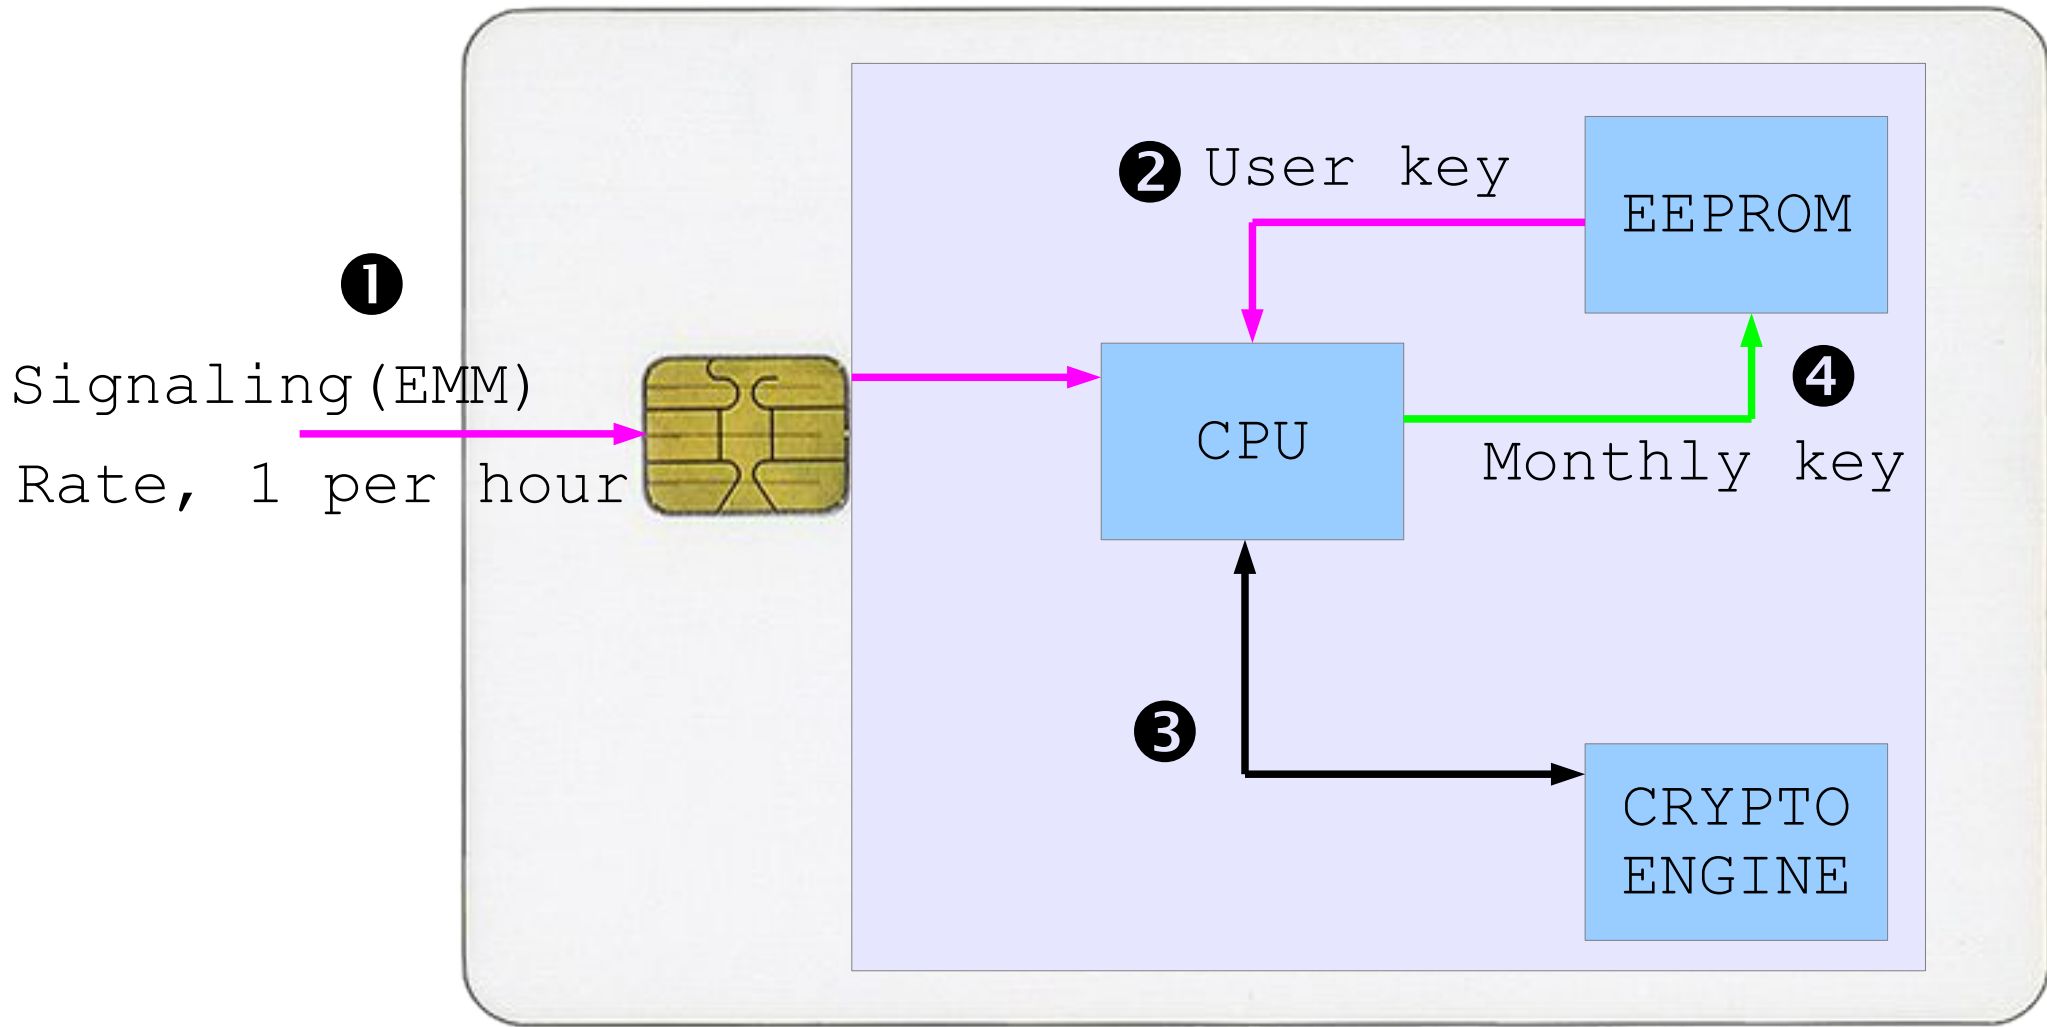 ❶
Signaling(EMM)
Rate, 1 per hour
❷ User key
EEPROM
CPU
❹
Monthly key
❸
CRYPTO
ENGINE